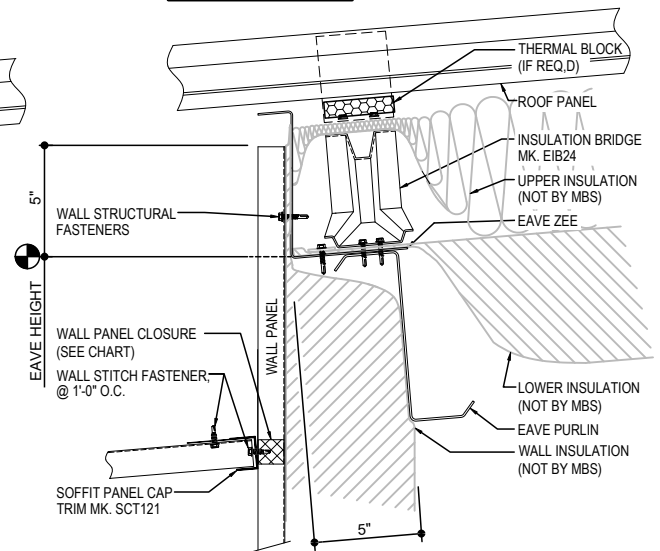 THERMAL BLOCK
(IF REQ,D)
ROOF PANEL
INSULATION BRIDGE
MK. EIB24
UPPER INSULATION
(NOT BY MBS)
EAVE ZEE
5"
WALL STRUCTURAL
FASTENERS
EAVE HEIGHT
WALL PANEL
WALL PANEL CLOSURE
(SEE CHART)
WALL STITCH FASTENER,
@ 1'-0" O.C.
LOWER INSULATION
(NOT BY MBS)
EAVE PURLIN
WALL INSULATION
(NOT BY MBS)
SOFFIT PANEL CAP
TRIM MK. SCT121
5"